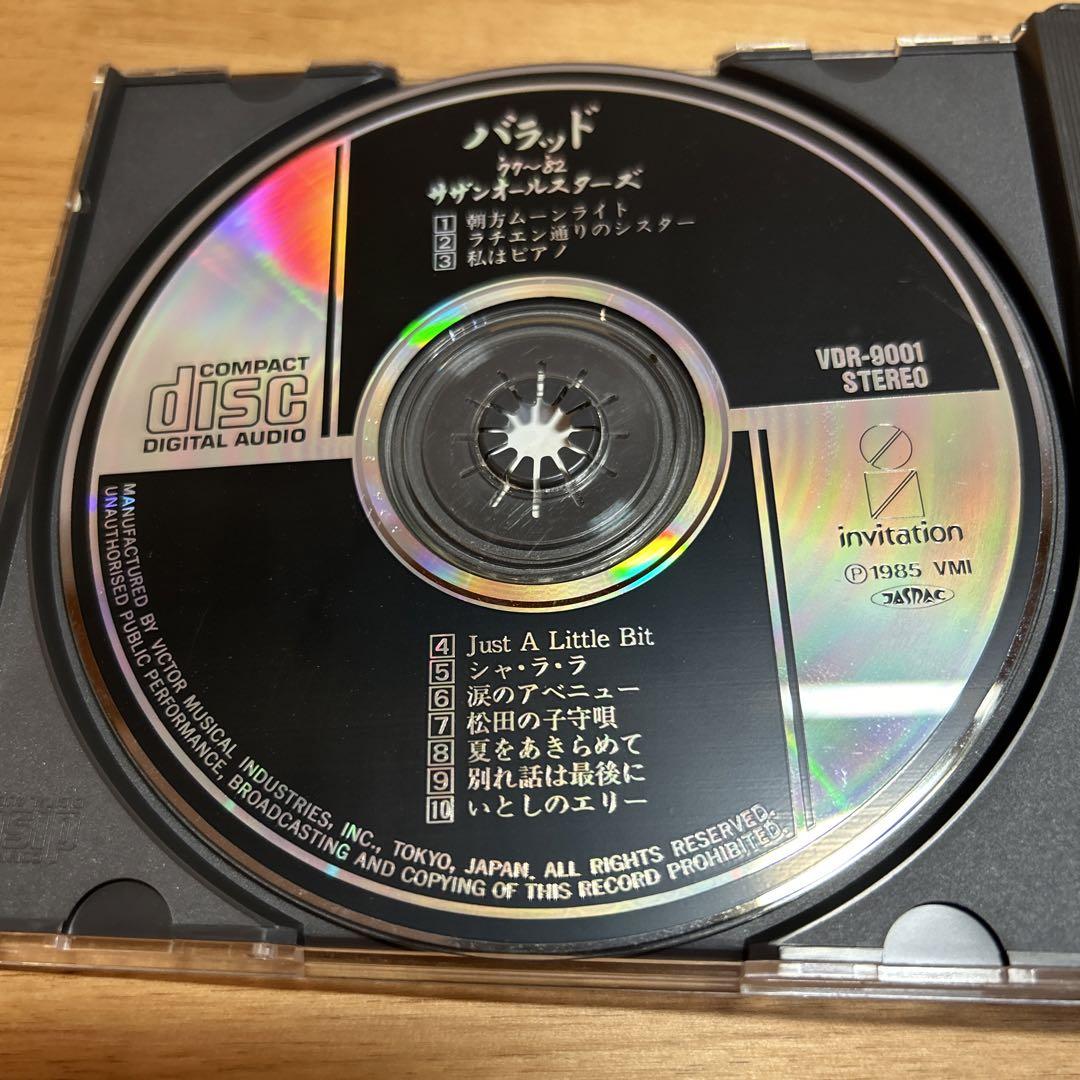 バラッド
'77〜'82
サザンオールスターズ
1 朝方ムーンライト
2 ラチエン通りのシスター
3 私はピアノ
COMPACT
disc
DIGITAL AUDIO
VDR-9001
STEREO
invitation
Ⓟ1985 VMI
JASRAC
4 Just A Little Bit
5 シャ・ラ・ラ
6 涙のアベニュー
7 松田の子守唄
8 夏をあきらめて
9 別れ話は最後に
10 いとしのエリー
MANUFACTURED BY VICTOR MUSICAL INDUSTRIES, INC., TOKYO, JAPAN. ALL RIGHTS RESERVED.
UNAUTHORISED PUBLIC PERFORMANCE, BROADCASTING AND COPYING OF THIS RECORD PROHIBITED.